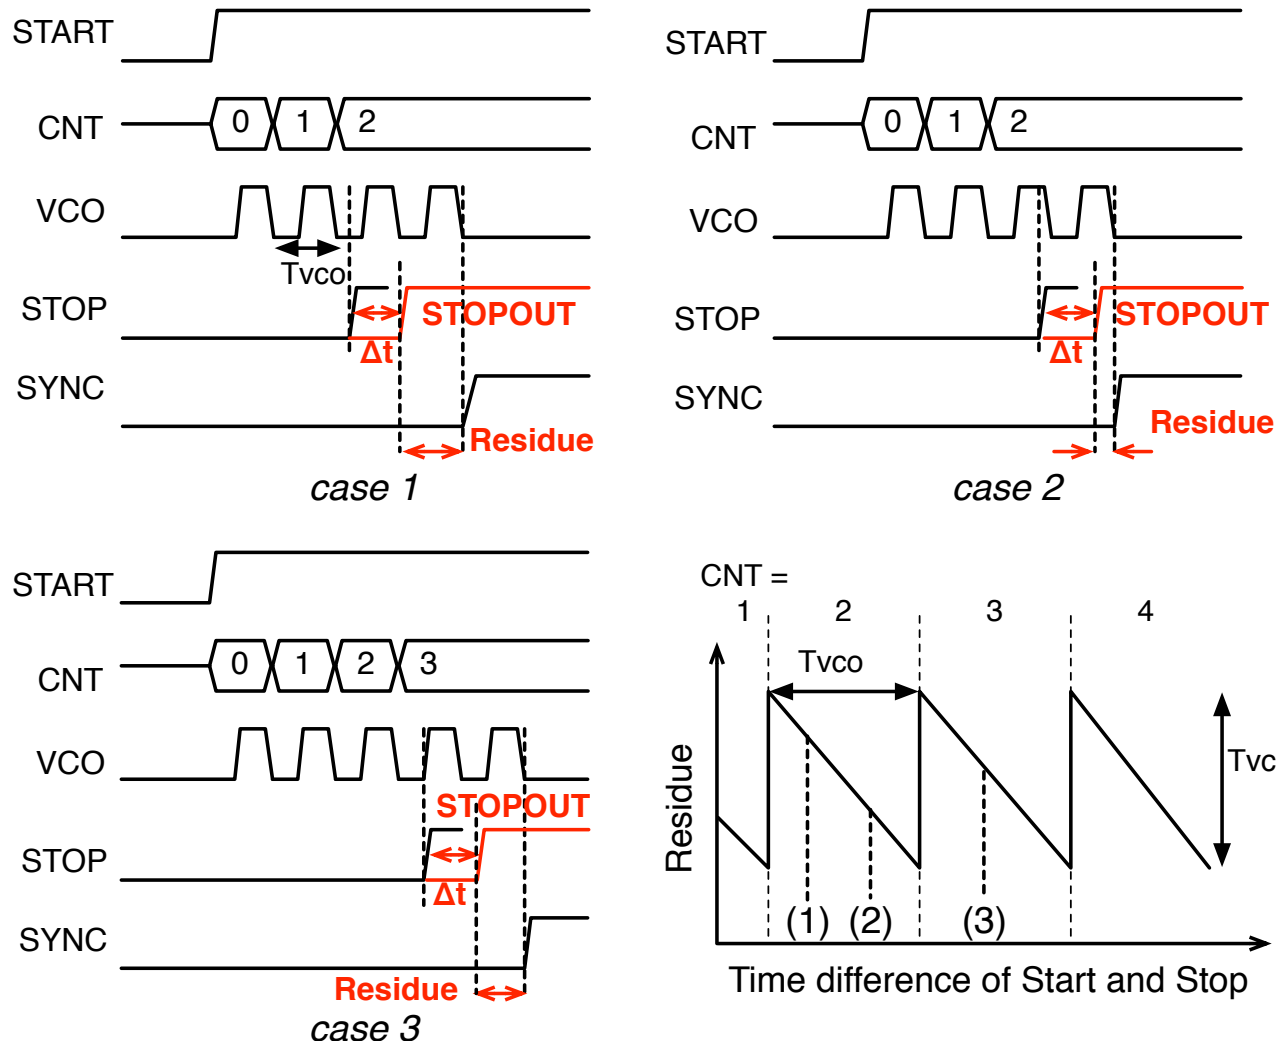 START
CNT
0 1 2
VCO
Tvco
STOP
STOPOUT
Δt
SYNC
Residue
case 1
START
CNT
0 1 2
VCO
STOP
STOPOUT
Δt
SYNC
Residue
case 2
START
CNT
0 1 2 3
VCO
STOPOUT
STOP
Δt
SYNC
Residue
case 3
CNT =
1 2 3 4
Tvco
Residue
Tvc
(1) (2) (3)
Time difference of Start and Stop